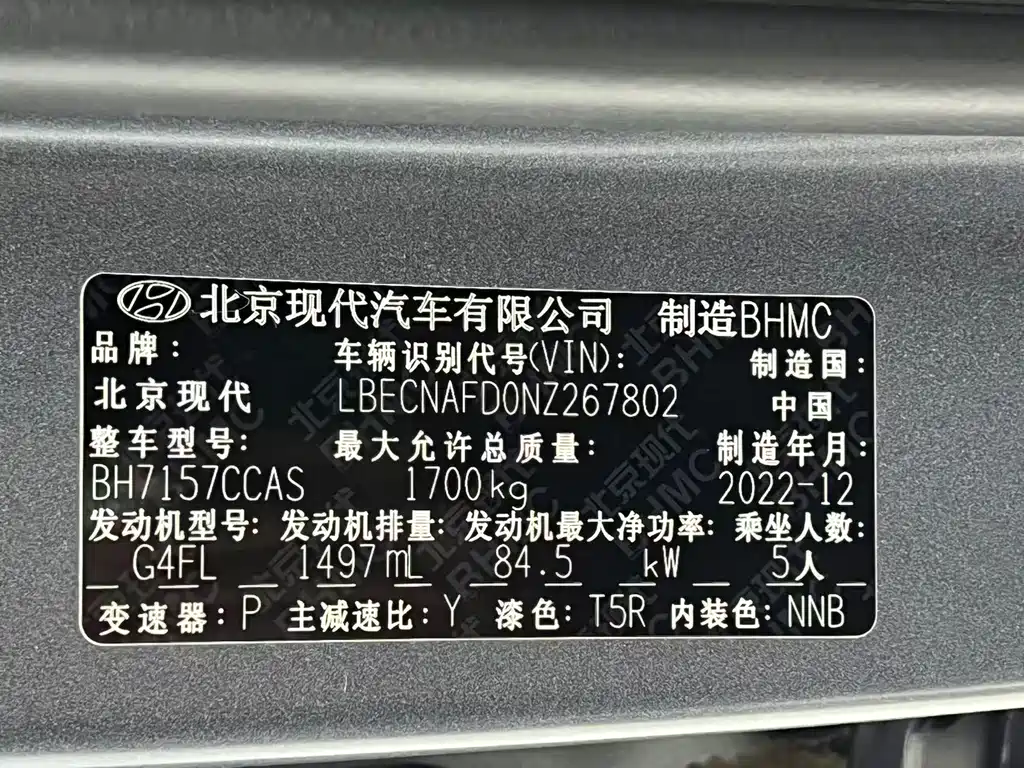 北京现代汽车有限公司 制造BHMC
品牌: 车辆识别代号(VIN): 制造国:
北京现代 LBECNAFD0NZ267802 中国
整车型号: 最大允许总质量: 制造年月:
BH7157CCAS 1700kg 2022-12
发动机型号: 发动机排量: 发动机最大净功率: 乘坐人数:
G4FL 1497mL 84.5 kW 5人
变速器:P 主减速比:Y 漆色:T5R 内装色:NNB